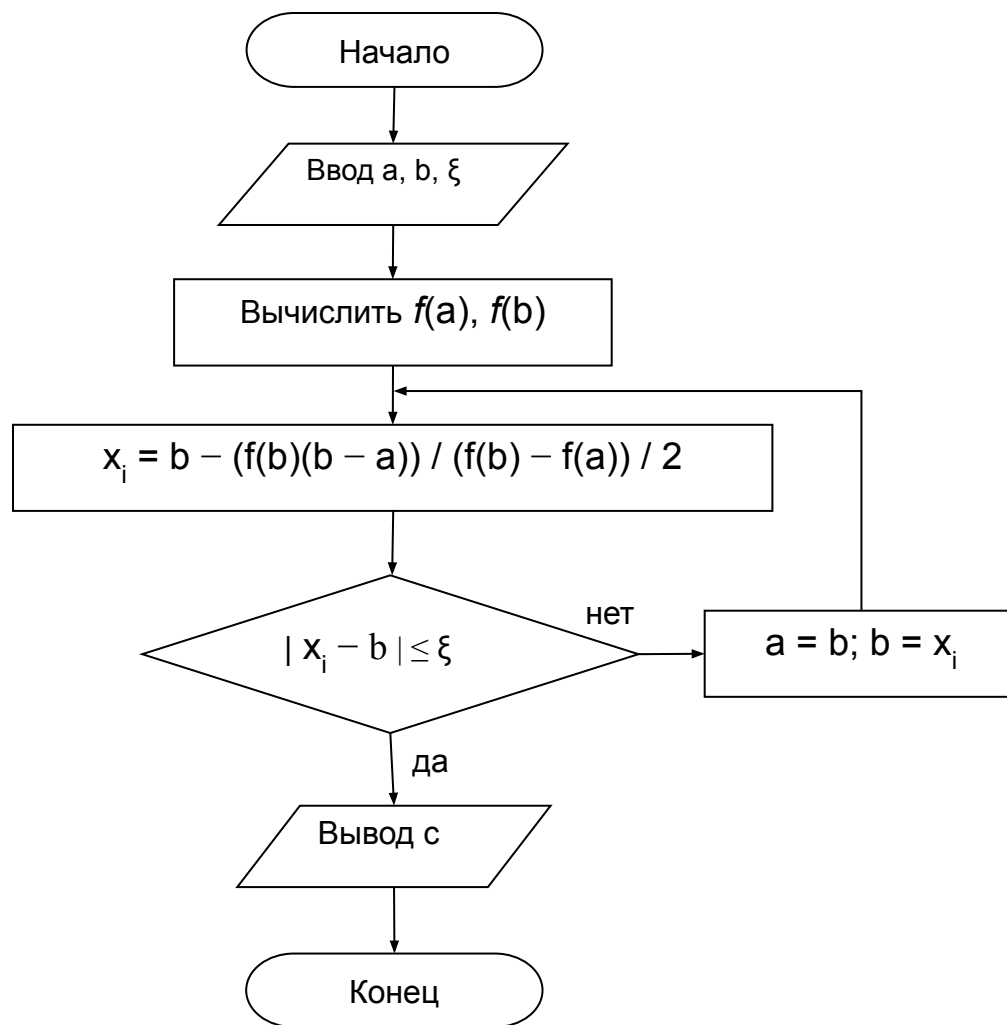 Начало
Ввод a, b, ξ
Вычислить f(a), f(b)
xᵢ = b − (f(b)(b − a)) / (f(b) − f(a)) / 2
| xᵢ − b | ≤ ξ
нет
a = b; b = xᵢ
да
Вывод c
Конец